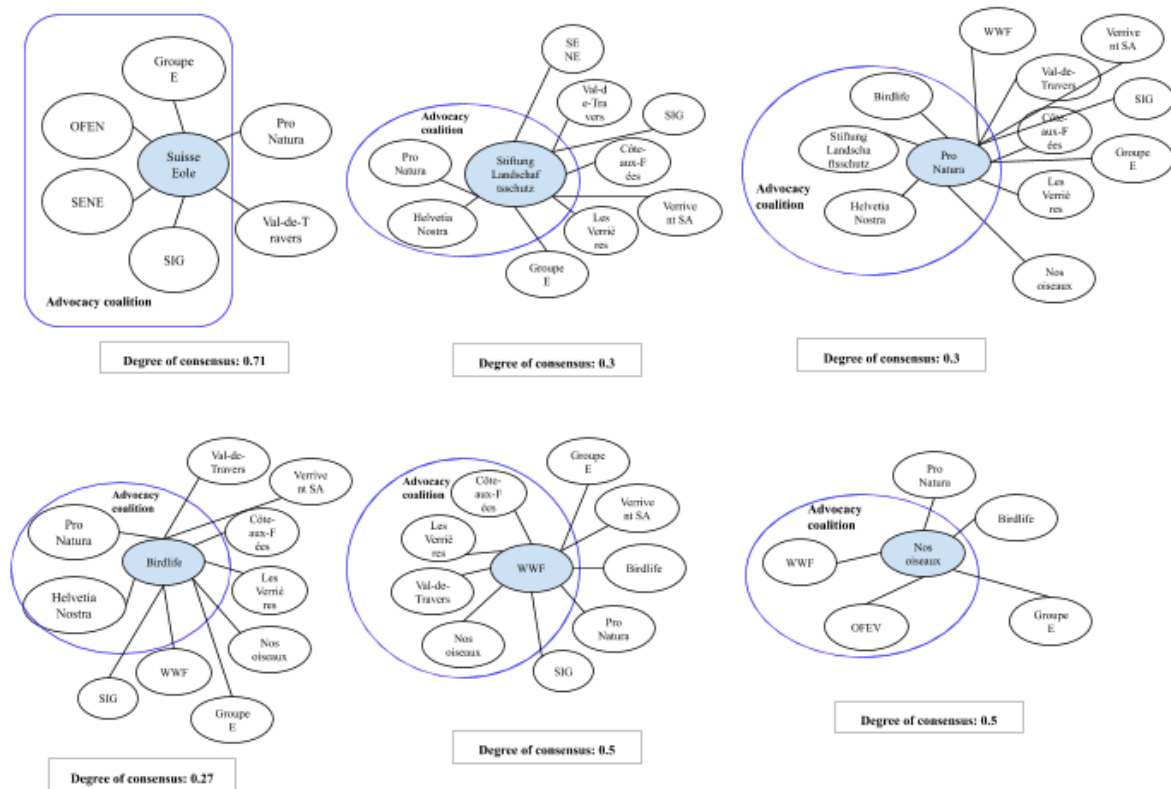 Groupe
E
OFEN
Pro
Natura
Suisse
Eole
SENE
Val-de-T
ravers
SIG
Advocacy coalition
Degree of consensus: 0.71
SE
NE
Val-d
e-Tra
vers
SIG
Advocacy
coalition
Pro
Natura
Stiftung
Landschaf
tsschutz
Côte-
aux-F
ées
Helvetia
Nostra
Les
Verriè
res
Verrive
nt SA
Groupe
E
Degree of consensus: 0.3
WWF
Verrive
nt SA
Val-de-
Travers
Birdlife
SIG
Stiftung
Landscha
ftsschutz
Côte-
aux-F
ées
Pro
Natura
Groupe
E
Advocacy
coalition
Les
Verriè
res
Helvetia
Nostra
Nos
oiseaux
Degree of consensus: 0.3
Val-de-
Travers
Verrive
nt SA
Advocacy
coalition
Pro
Natura
Côte-
aux-F
ées
Birdlife
Helvetia
Nostra
Les
Verriè
res
Nos
oiseaux
WWF
SIG
Groupe
E
Degree of consensus: 0.27
Groupe
E
Advocacy
coalition
Côte-
aux-F
ées
Verrive
nt SA
Les
Verriè
res
WWF
Birdlife
Val-de-
Travers
Pro
Natura
Nos
oiseaux
SIG
Degree of consensus: 0.5
Pro
Natura
Advocacy
coalition
Birdlife
Nos
oiseaux
WWF
OFEV
Groupe
E
Degree of consensus: 0.5